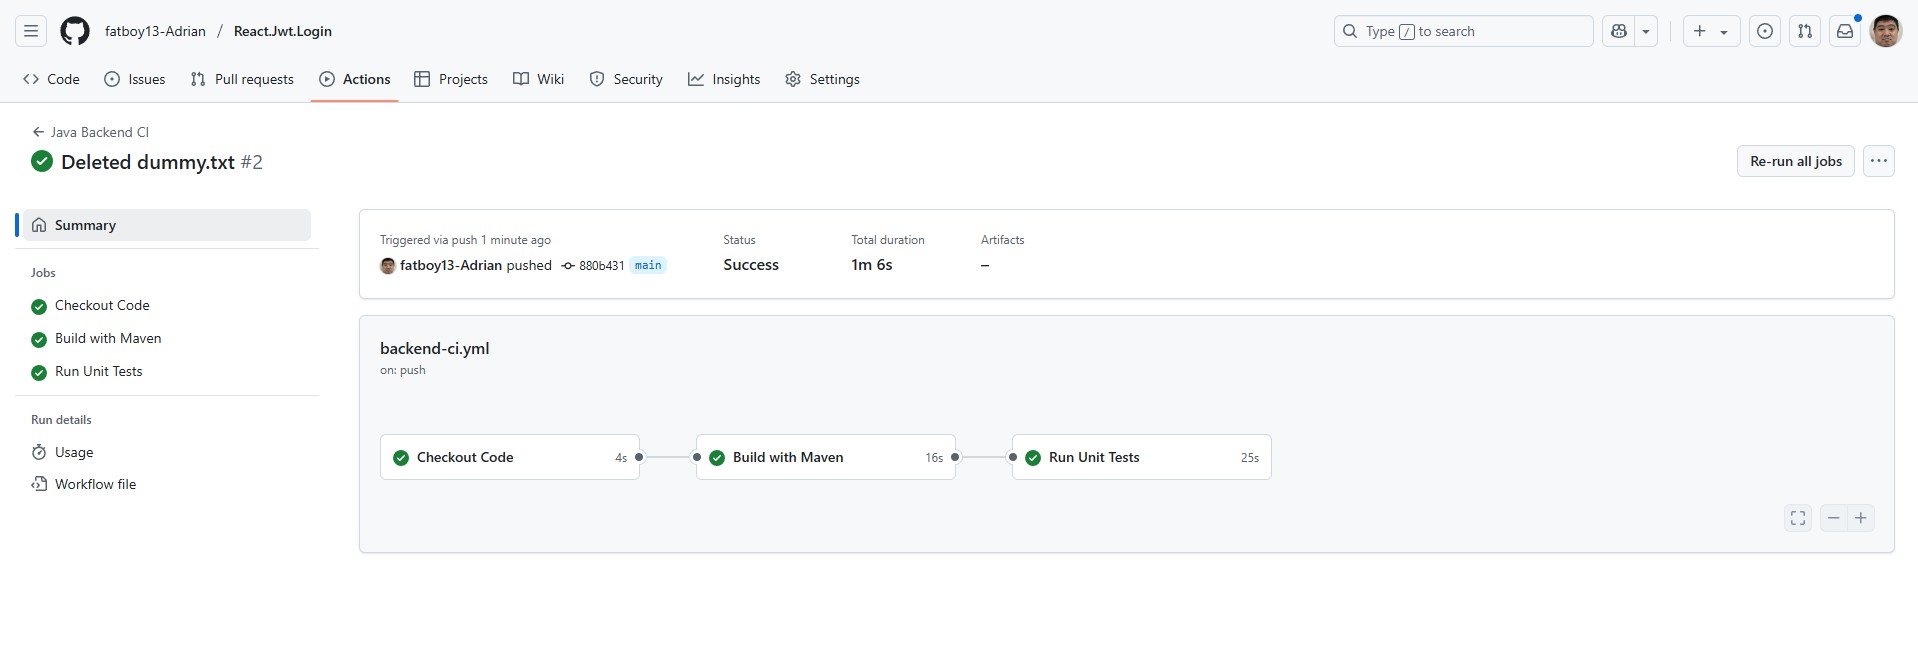 fatboy13-Adrian / React.Jwt.Login
Type / to search
Code Issues Pull requests Actions Projects Wiki Security Insights Settings
Java Backend CI
Deleted dummy.txt #2
Re-run all jobs
Summary
Jobs
Checkout Code
Build with Maven
Run Unit Tests
Run details
Usage
Workflow file
Triggered via push 1 minute ago
fatboy13-Adrian pushed 880b431 main
Status
Success
Total duration
1m 6s
Artifacts
–
backend-ci.yml
on: push
Checkout Code 4s
Build with Maven 16s
Run Unit Tests 25s